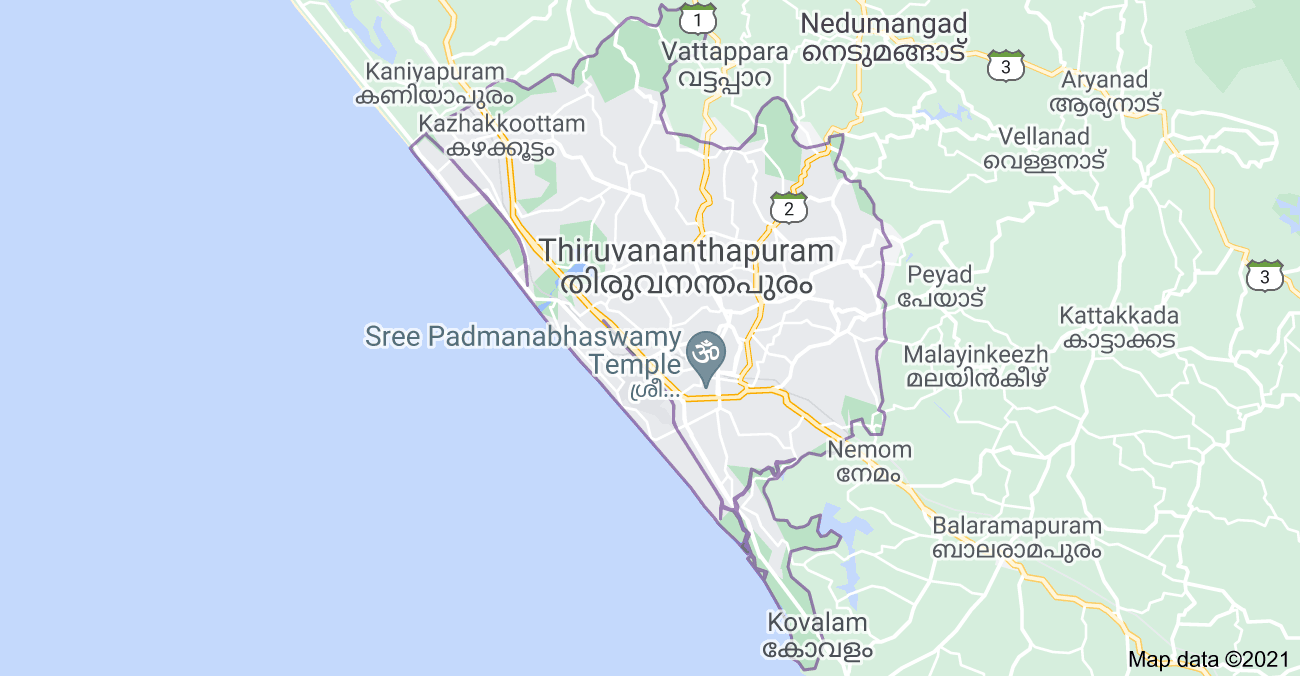 1
Nedumangad
നെടുമങ്ങാട്
Vattappara
വട്ടപ്പാറ
3
Kaniyapuram
കണിയാപുരം
Aryanad
ആര്യനാട്
Kazhakkoottam
കഴക്കൂട്ടം
Vellanad
വെള്ളനാട്
2
Thiruvananthapuram
തിരുവനന്തപുരം
Peyad
പേയാട്
3
Kattakkada
കാട്ടാക്കട
Sree Padmanabhaswamy
Temple
ശ്രീ...
Malayinkeezh
മലയിൻകീഴ്
Nemom
നേമം
Balaramapuram
ബാലരാമപുരം
Kovalam
കോവളം
Map data ©2021